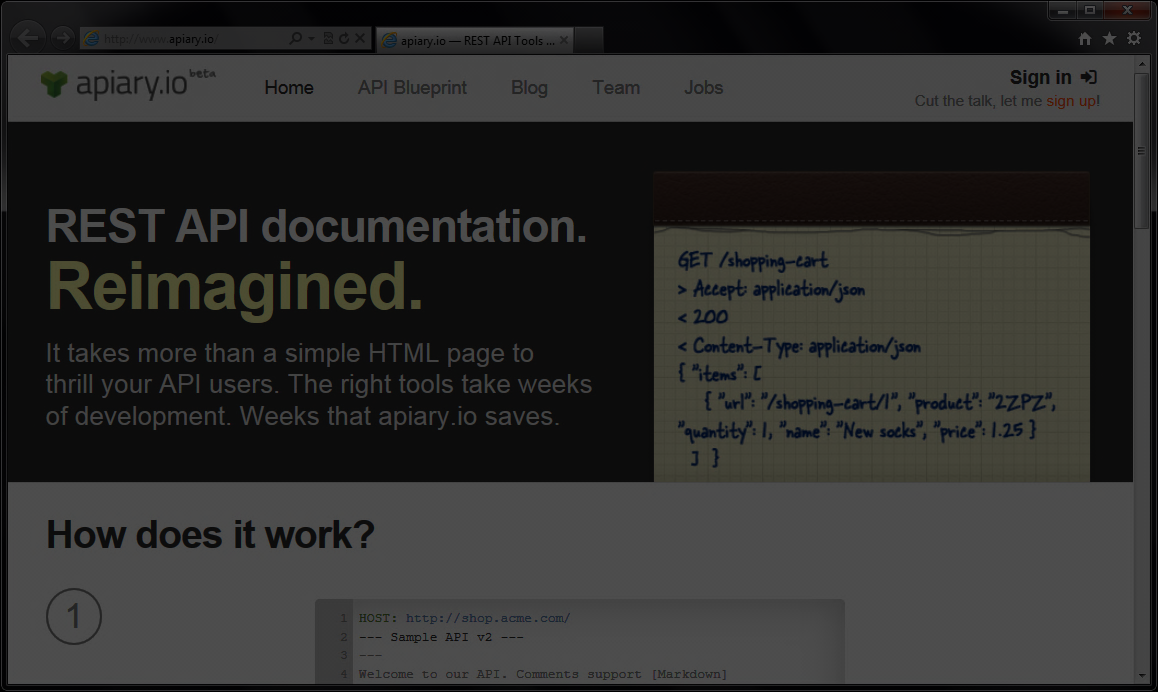 http://www.apiary.io/
apiary.io — REST API Tools ...
apiary.io beta
Home
API Blueprint
Blog
Team
Jobs
Sign in
Cut the talk, let me sign up!
REST API documentation.
Reimagined.
It takes more than a simple HTML page to
thrill your API users. The right tools take weeks
of development. Weeks that apiary.io saves.
GET /shopping-cart
> Accept: application/json
< 200
< Content-Type: application/json
{ "items": [
{ "url": "/shopping-cart/1", "product": "2ZPZ",
"quantity": 1, "name": "New socks", "price": 1.25 }
] }
How does it work?
1
1 HOST: http://shop.acme.com/
2 --- Sample API v2 ---
3 ---
4 Welcome to our API. Comments support [Markdown]